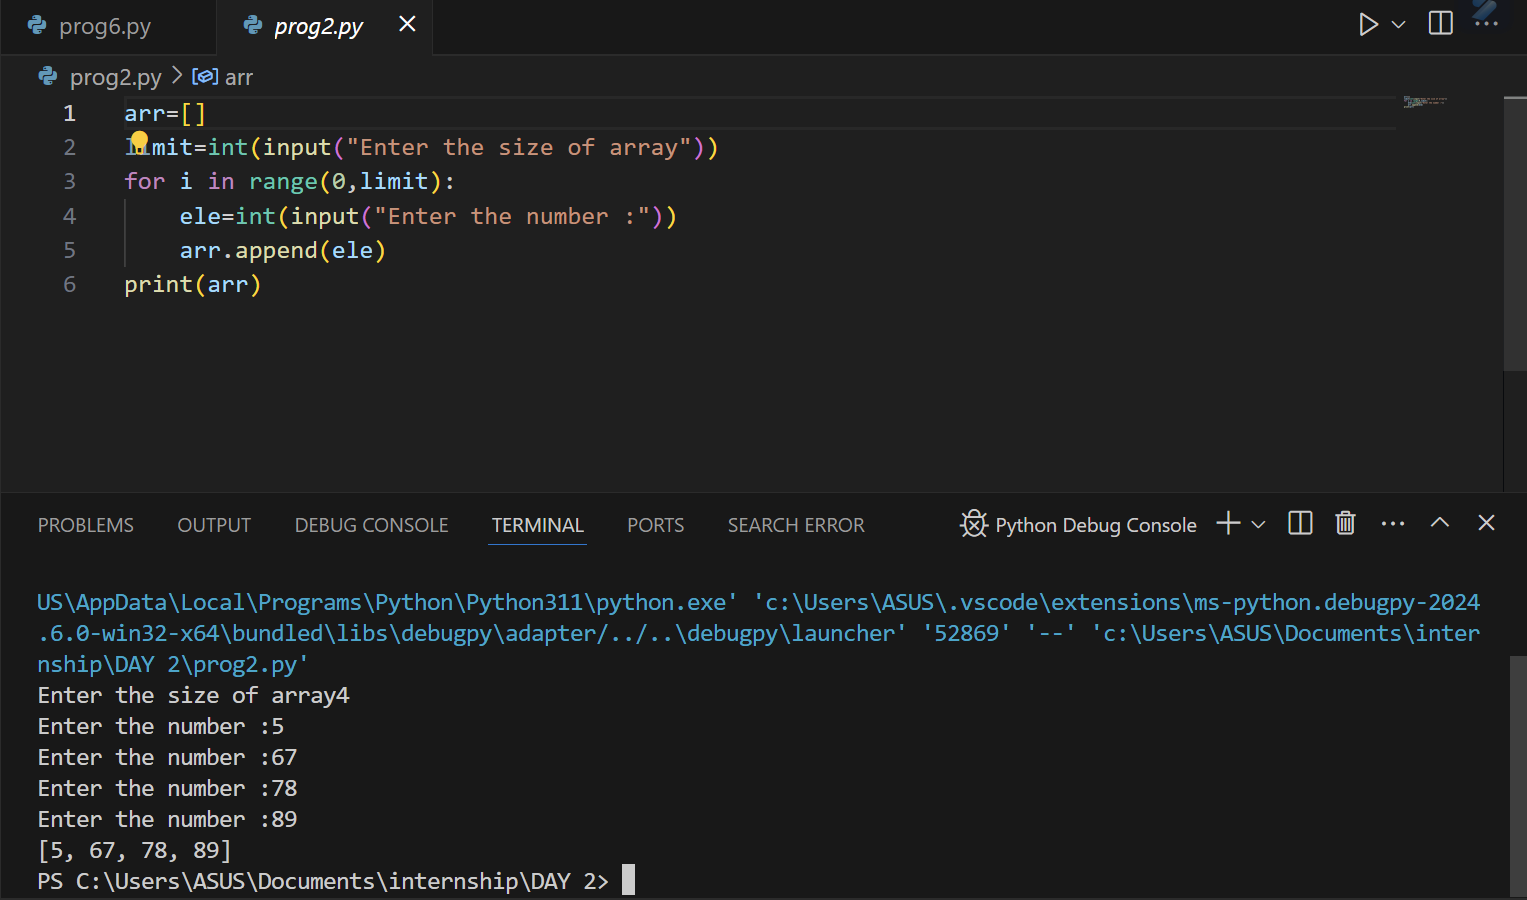 prog6.py prog2.py
prog2.py > arr
1 arr=[]
2 limit=int(input("Enter the size of array"))
3 for i in range(0,limit):
4     ele=int(input("Enter the number :"))
5     arr.append(ele)
6 print(arr)
PROBLEMS OUTPUT DEBUG CONSOLE TERMINAL PORTS SEARCH ERROR Python Debug Console
US\AppData\Local\Programs\Python\Python311\python.exe' 'c:\Users\ASUS\.vscode\extensions\ms-python.debugpy-2024
.6.0-win32-x64\bundled\libs\debugpy\adapter/../..\debugpy\launcher' '52869' '--' 'c:\Users\ASUS\Documents\inter
nship\DAY 2\prog2.py'
Enter the size of array4
Enter the number :5
Enter the number :67
Enter the number :78
Enter the number :89
[5, 67, 78, 89]
PS C:\Users\ASUS\Documents\internship\DAY 2>